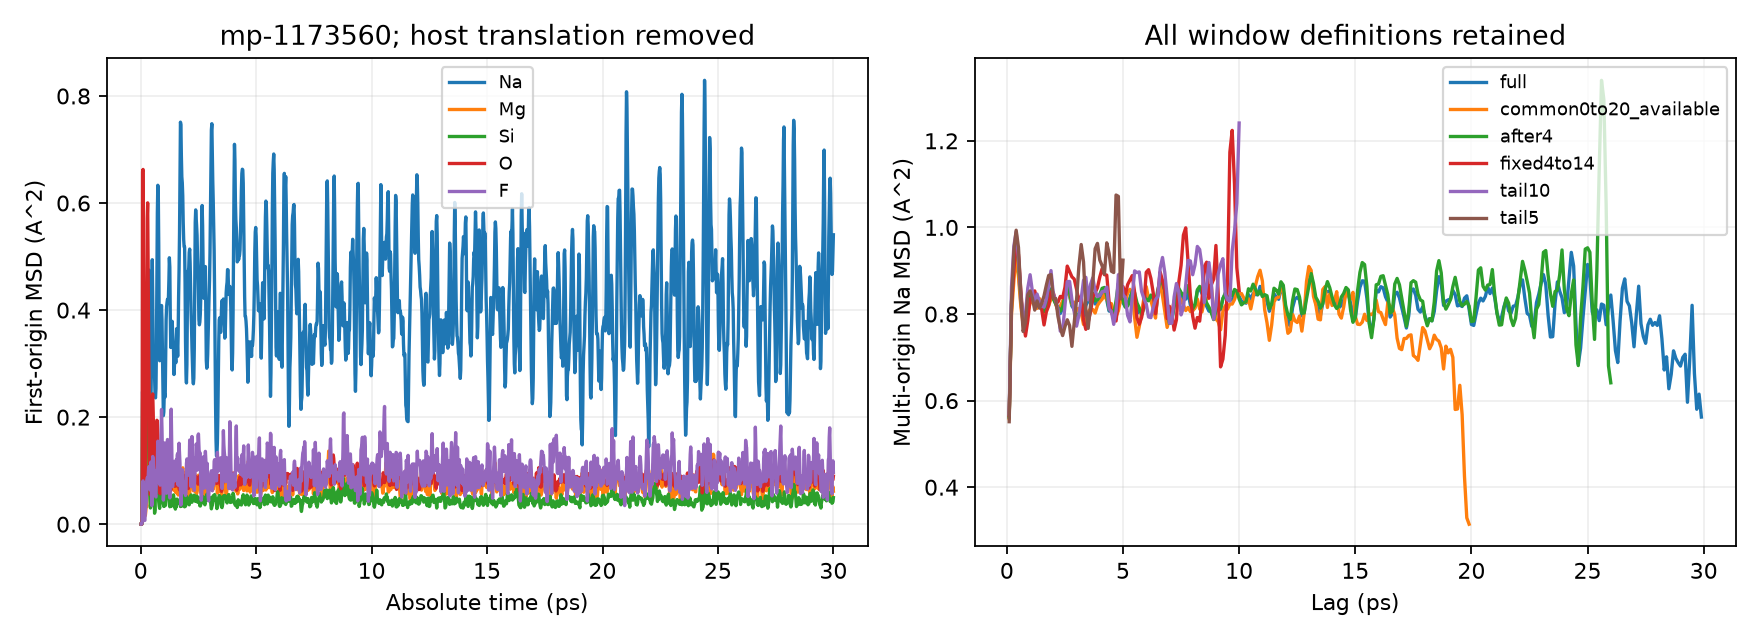 mp-1173560; host translation removed
First-origin MSD (A^2)
0.8
0.6
0.4
0.2
0.0
Na
Mg
Si
O
F
0 5 10 15 20 25 30
Absolute time (ps)
All window definitions retained
Multi-origin Na MSD (A^2)
1.2
1.0
0.8
0.6
0.4
full
common0to20_available
after4
fixed4to14
tail10
tail5
0 5 10 15 20 25 30
Lag (ps)